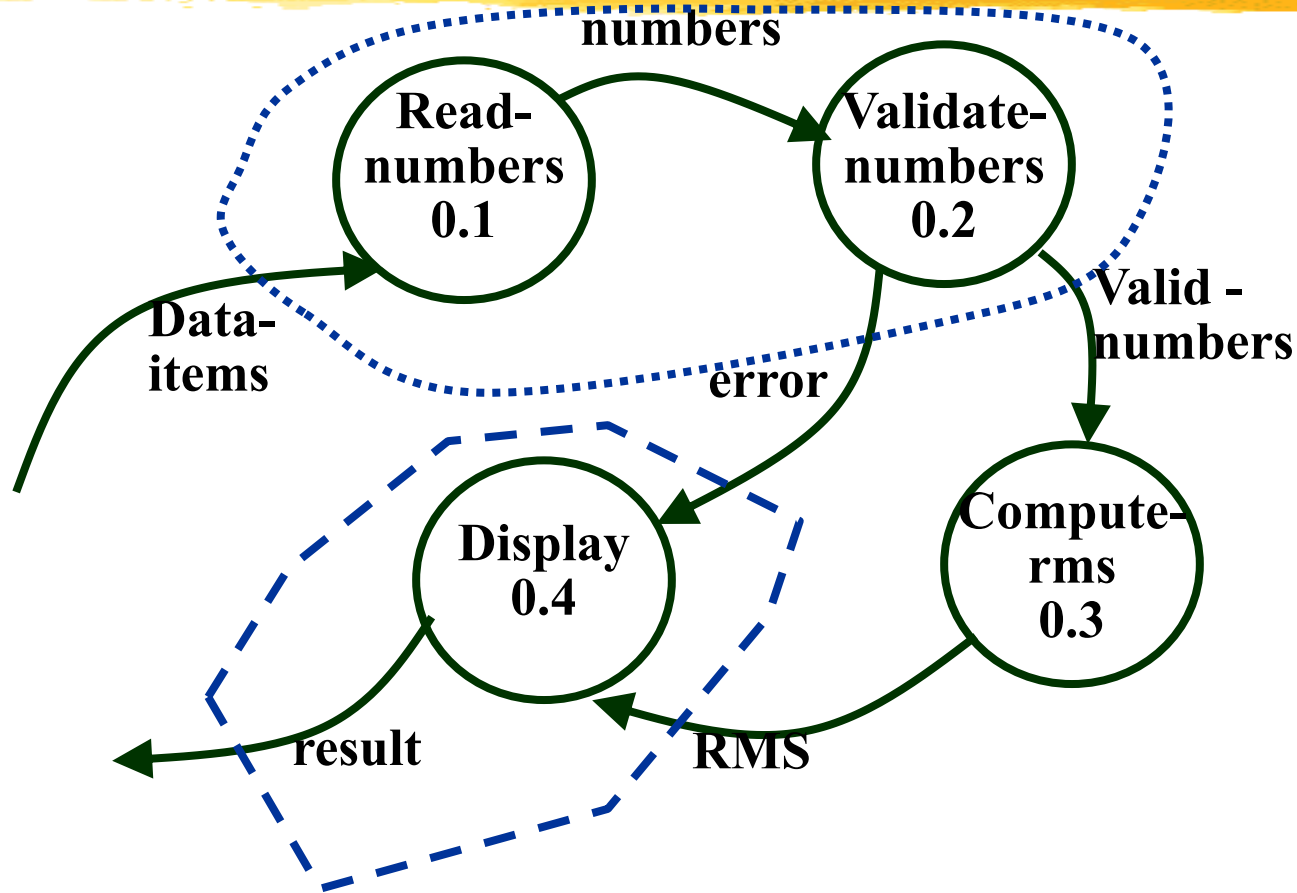 numbers
Read-
numbers
0.1
Validate-
numbers
0.2
Data-
items
Valid -
numbers
error
Display
0.4
Compute-
rms
0.3
result
RMS